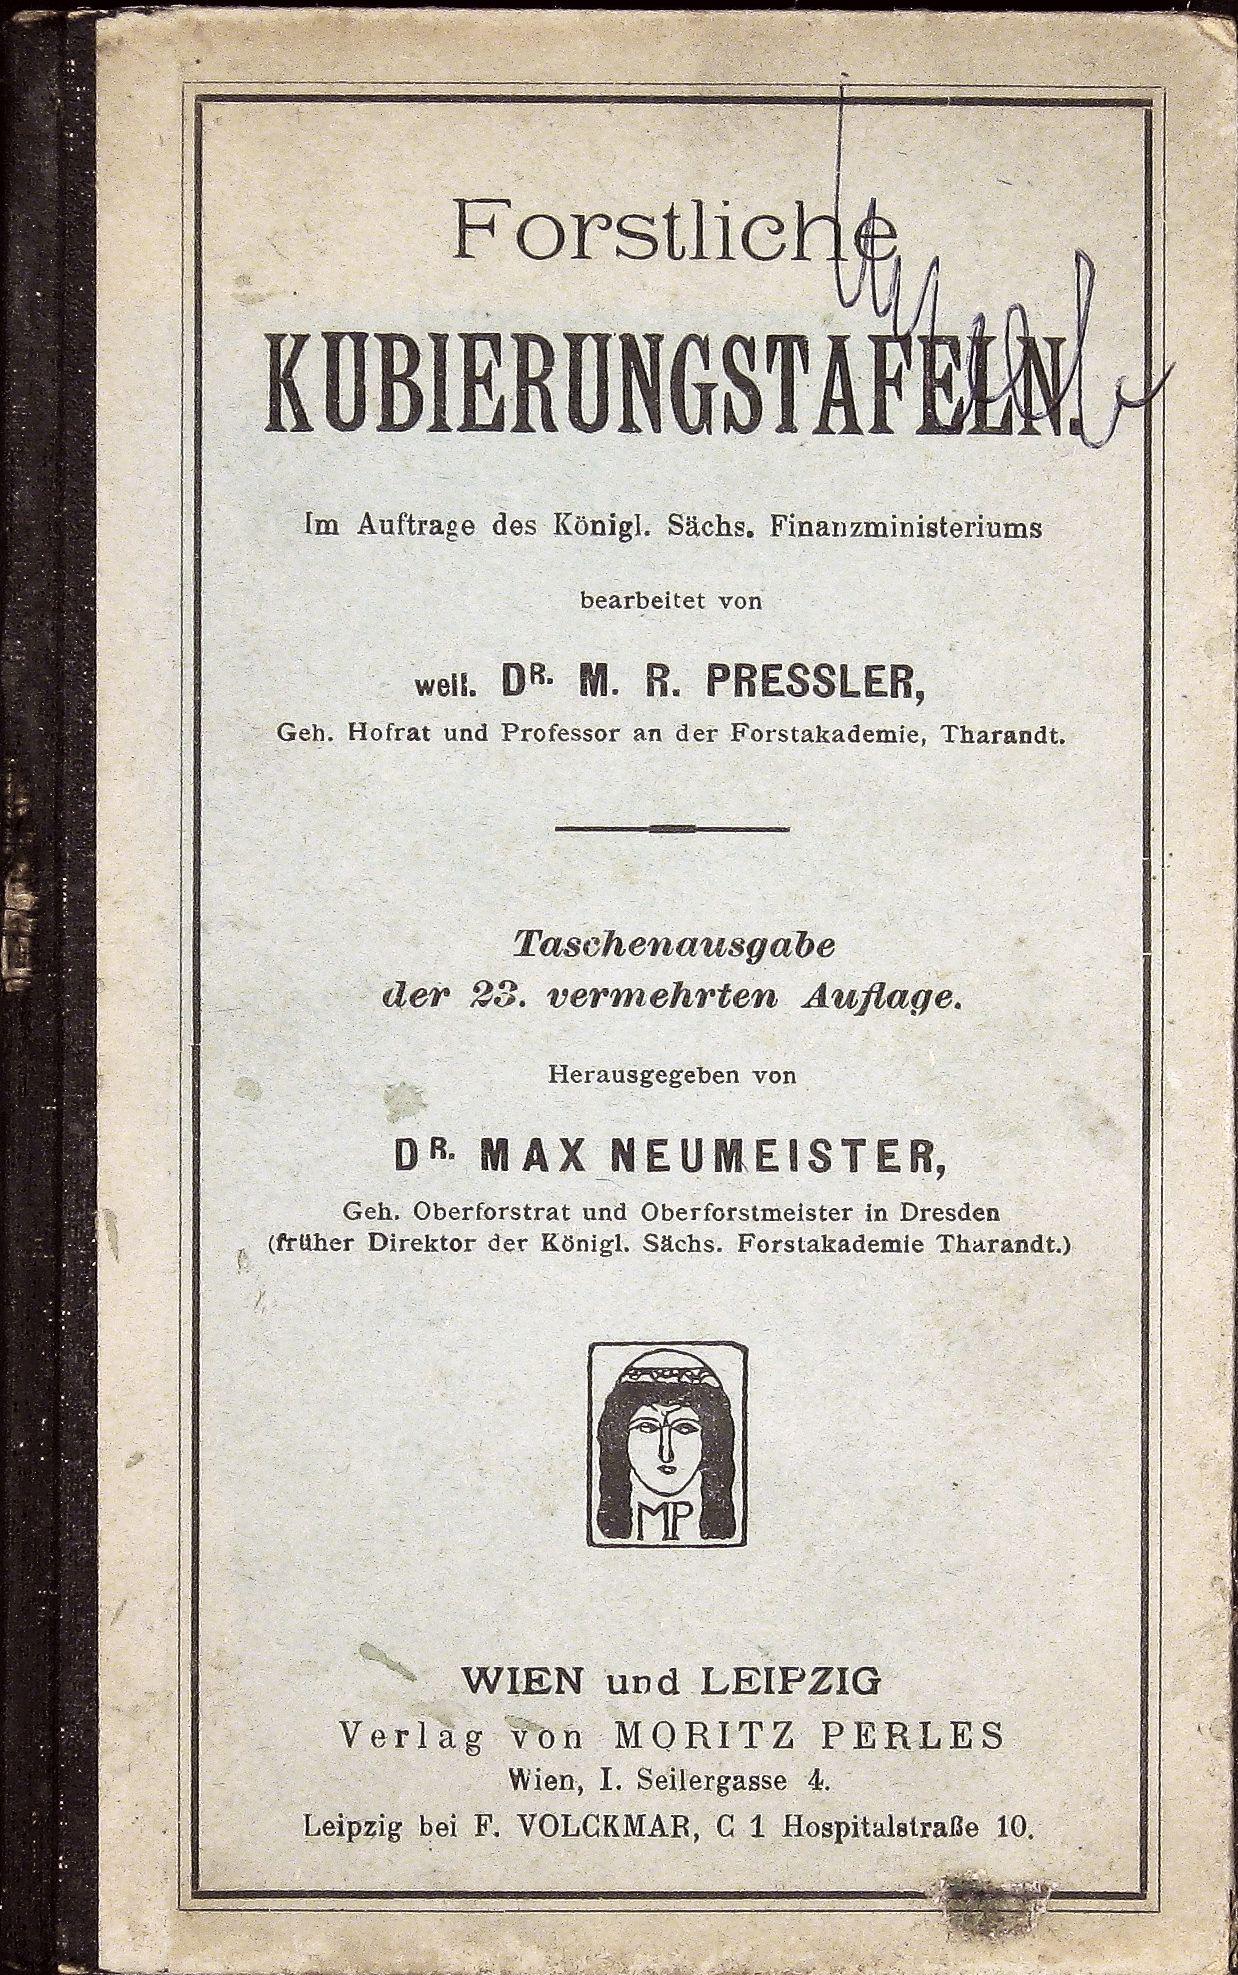 Forstliche
KUBIERUNGSTAFELN.
Im Auftrage des Königl. Sächs. Finanzministeriums
bearbeitet von
weil. DR. M. R. PRESSLER,
Geh. Hofrat und Professor an der Forstakademie, Tharandt.
Taschenausgabe
der 23. vermehrten Auflage.
Herausgegeben von
DR. MAX NEUMEISTER,
Geh. Oberforstrat und Oberforstmeister in Dresden
(früher Direktor der Königl. Sächs. Forstakademie Tharandt.)
MP
WIEN und LEIPZIG
Verlag von MORITZ PERLES
Wien, I. Seilergasse 4.
Leipzig bei F. VOLCKMAR, C 1 Hospitalstraße 10.